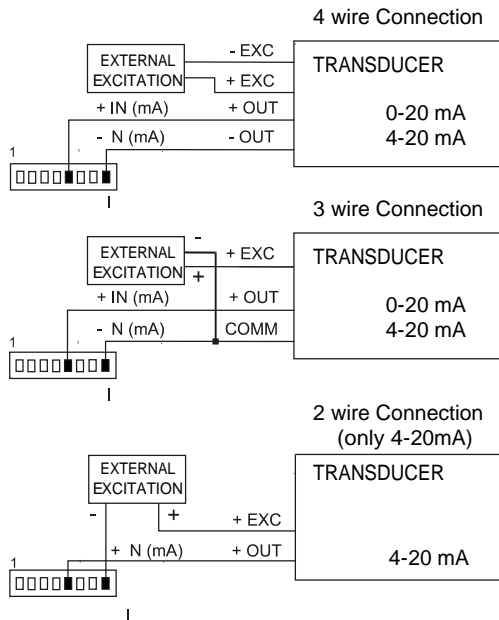 4 wire Connection
- EXC
EXTERNAL
EXCITATION
TRANSDUCER
+ EXC
+ IN (mA)
+ OUT
0-20 mA
- N (mA)
- OUT
4-20 mA
1
3 wire Connection
-
EXTERNAL
EXCITATION
+ EXC
TRANSDUCER
+
+ IN (mA)
+ OUT
0-20 mA
- N (mA)
COMM
4-20 mA
1
2 wire Connection
(only 4-20mA)
EXTERNAL
EXCITATION
TRANSDUCER
-
+
+ EXC
+ N (mA)
+ OUT
4-20 mA
1